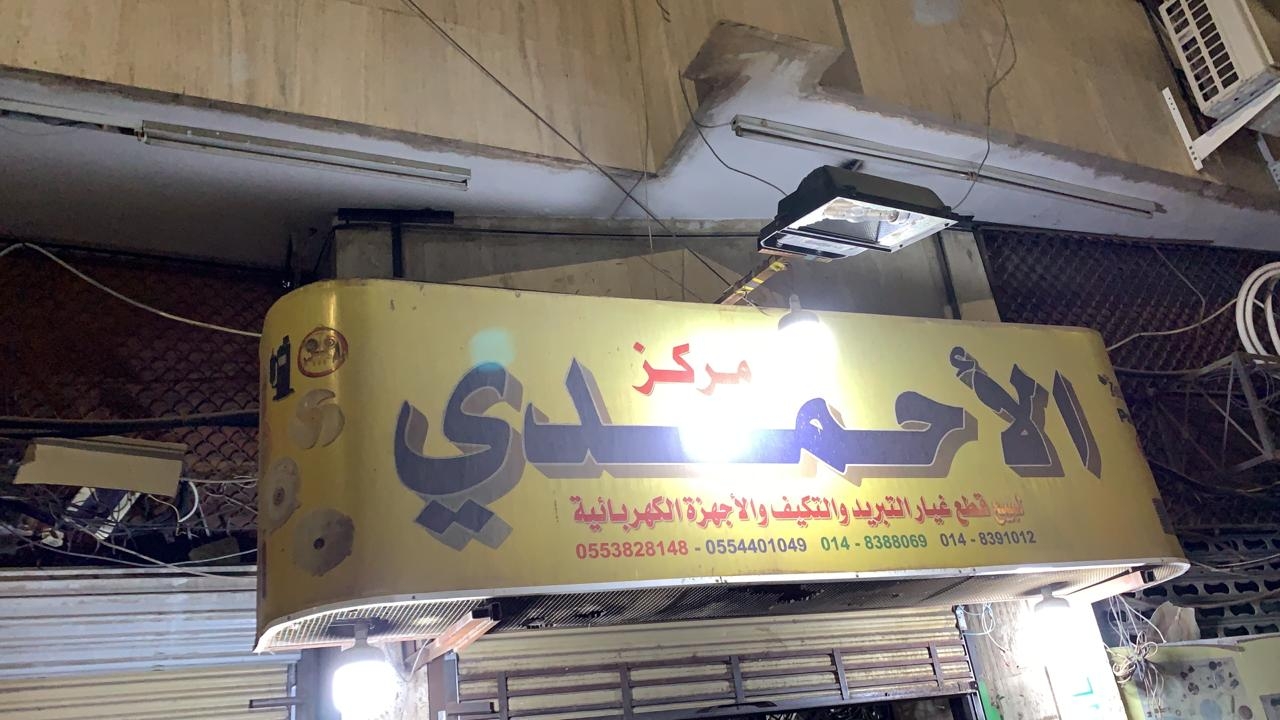 مركز
الأحمدي
لبيع قطع غيار التبريد والتكيف والأجهزة الكهربائية
0553828148 - 0554401049 014 - 8388069 014 - 8391012